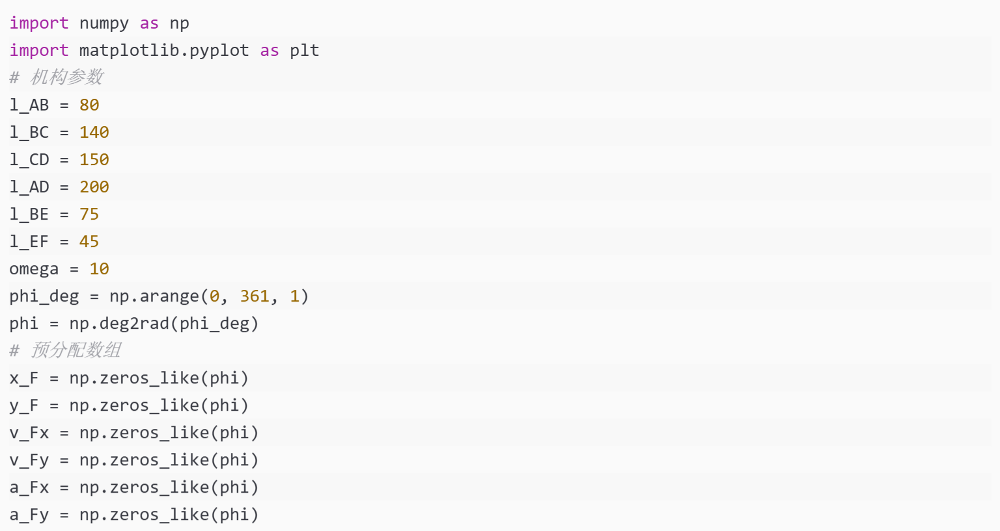 import numpy as np
import matplotlib.pyplot as plt
# 机构参数
l_AB = 80
l_BC = 140
l_CD = 150
l_AD = 200
l_BE = 75
l_EF = 45
omega = 10
phi_deg = np.arange(0, 361, 1)
phi = np.deg2rad(phi_deg)
# 预分配数组
x_F = np.zeros_like(phi)
y_F = np.zeros_like(phi)
v_Fx = np.zeros_like(phi)
v_Fy = np.zeros_like(phi)
a_Fx = np.zeros_like(phi)
a_Fy = np.zeros_like(phi)